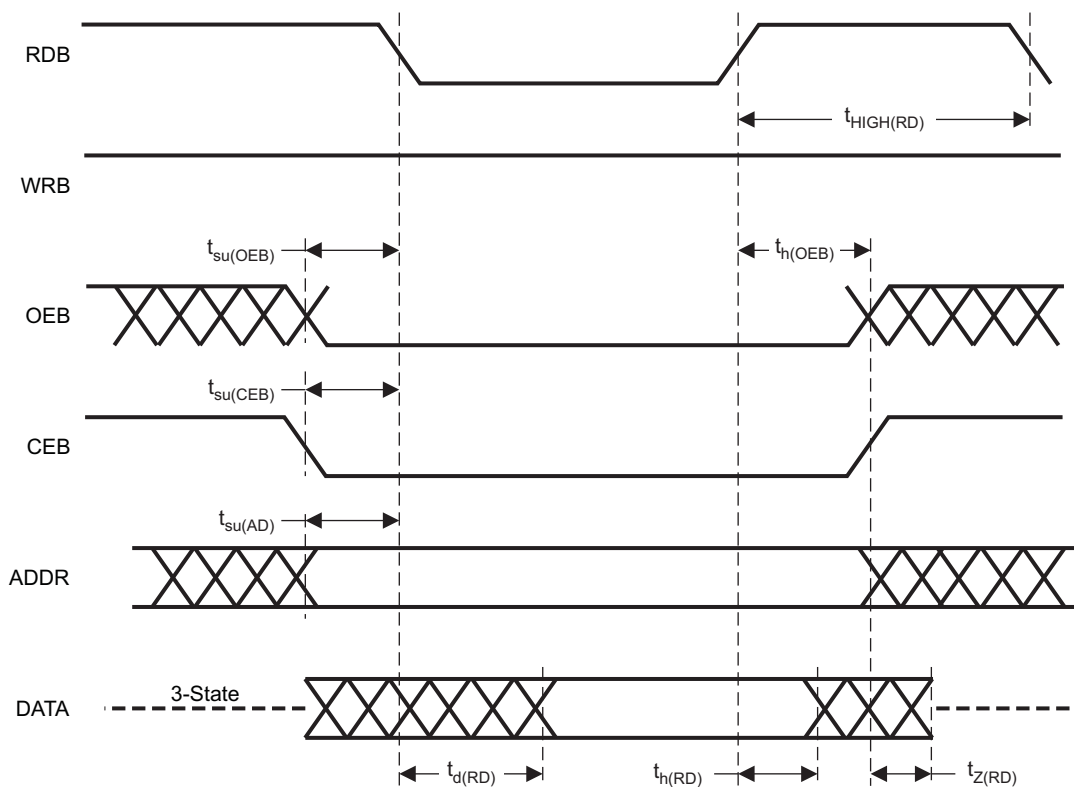 RDB
t_HIGH(RD)
WRB
t_su(OEB)
t_h(OEB)
OEB
t_su(CEB)
CEB
t_su(AD)
ADDR
3-State
DATA
t_d(RD)
t_h(RD)
t_Z(RD)